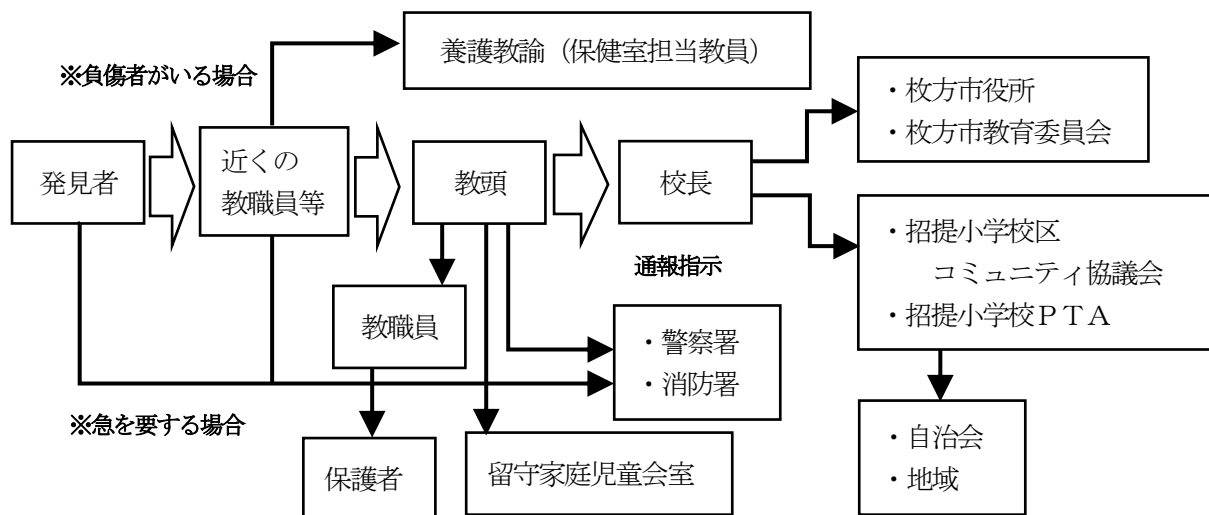 養護教諭（保健室担当教員）
※負傷者がいる場合
・枚方市役所
・枚方市教育委員会
発見者
近くの
教職員等
教頭
校長
・招提小学校区
コミュニティ協議会
・招提小学校ＰＴＡ
通報指示
教職員
・警察署
・消防署
※急を要する場合
保護者
留守家庭児童会室
・自治会
・地域